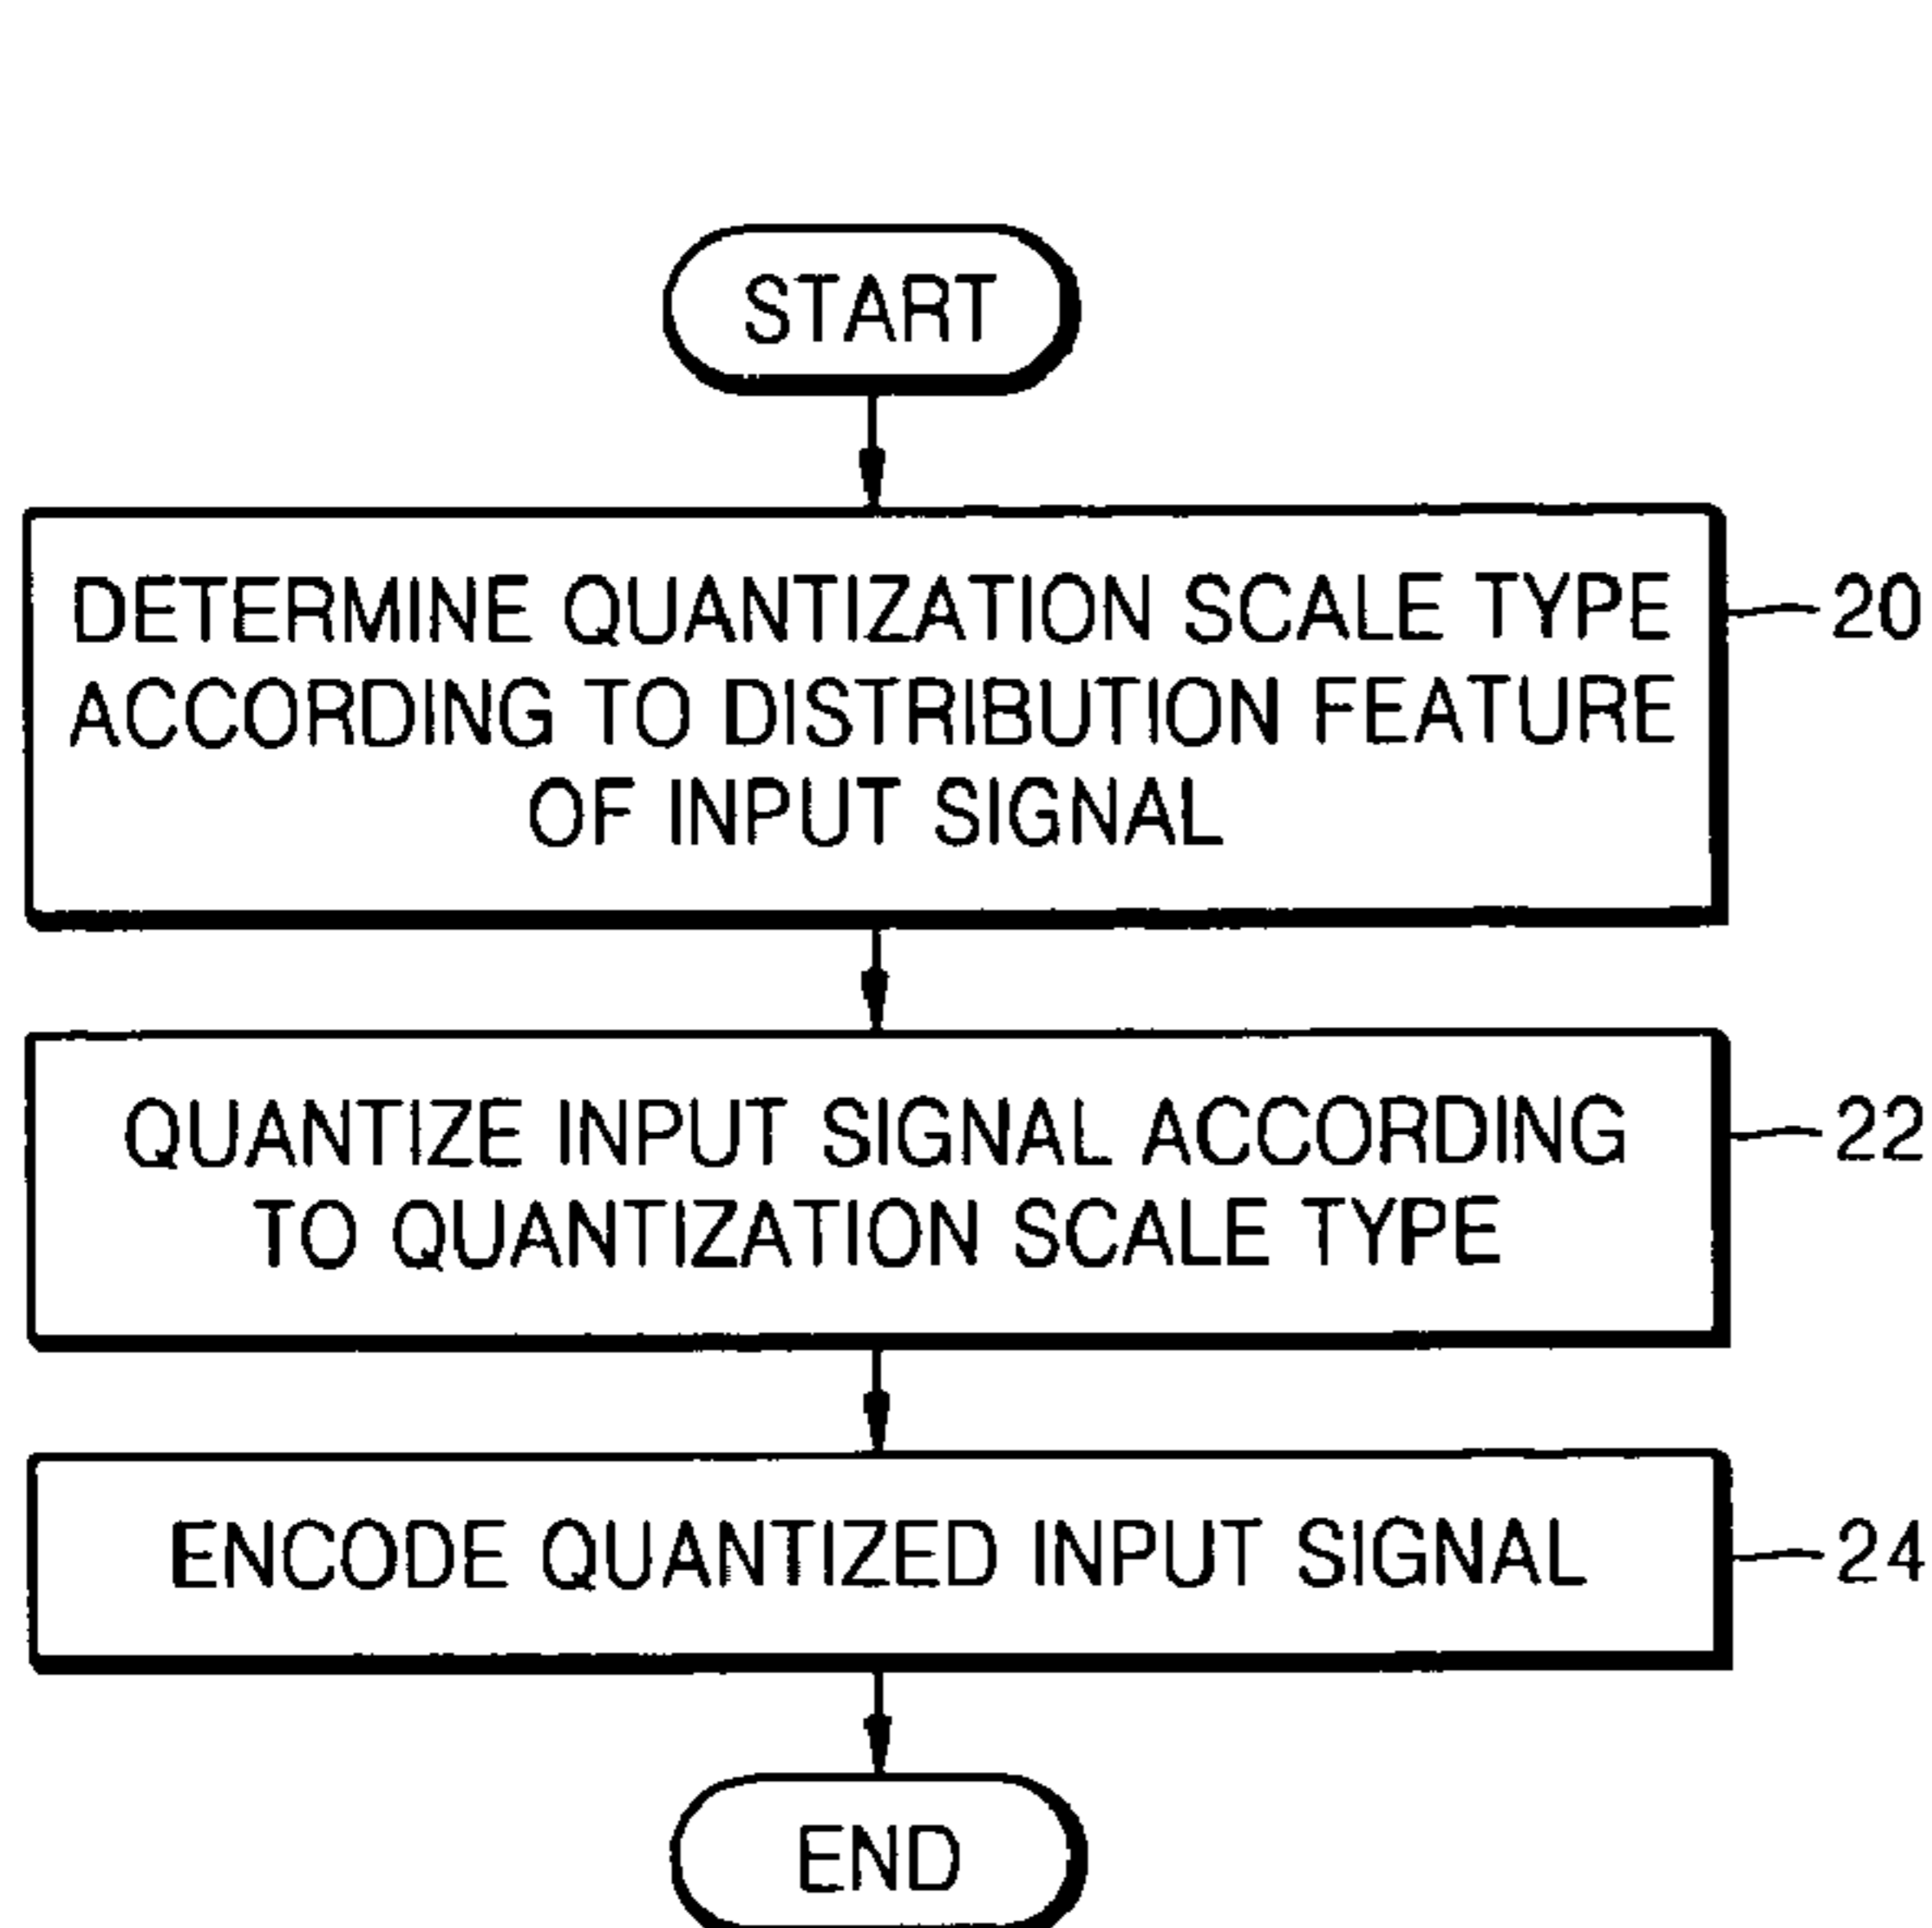 START
DETERMINE QUANTIZATION SCALE TYPE
ACCORDING TO DISTRIBUTION FEATURE
OF INPUT SIGNAL
20
QUANTIZE INPUT SIGNAL ACCORDING
TO QUANTIZATION SCALE TYPE
22
ENCODE QUANTIZED INPUT SIGNAL
24
END